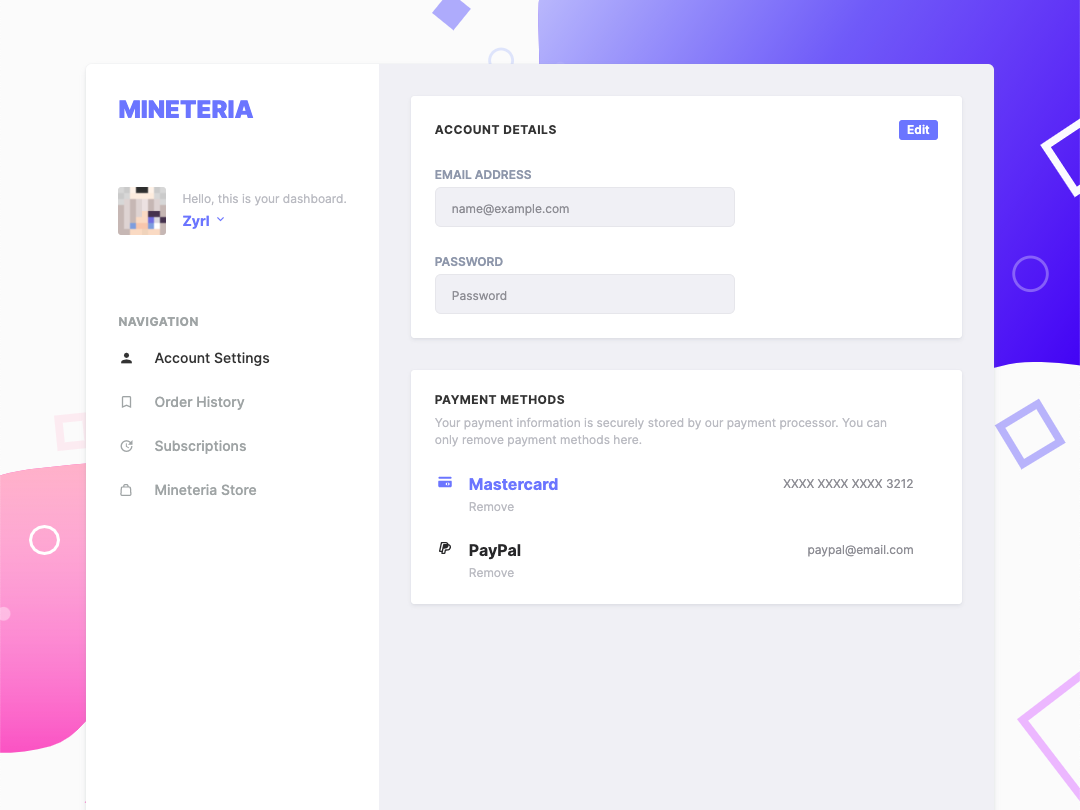 MINETERIA
Hello, this is your dashboard.
Zyrl
NAVIGATION
Account Settings
Order History
Subscriptions
Mineteria Store
ACCOUNT DETAILS
Edit
EMAIL ADDRESS
name@example.com
PASSWORD
Password
PAYMENT METHODS
Your payment information is securely stored by our payment processor. You can
only remove payment methods here.
Mastercard
XXXX XXXX XXXX 3212
Remove
PayPal
paypal@email.com
Remove